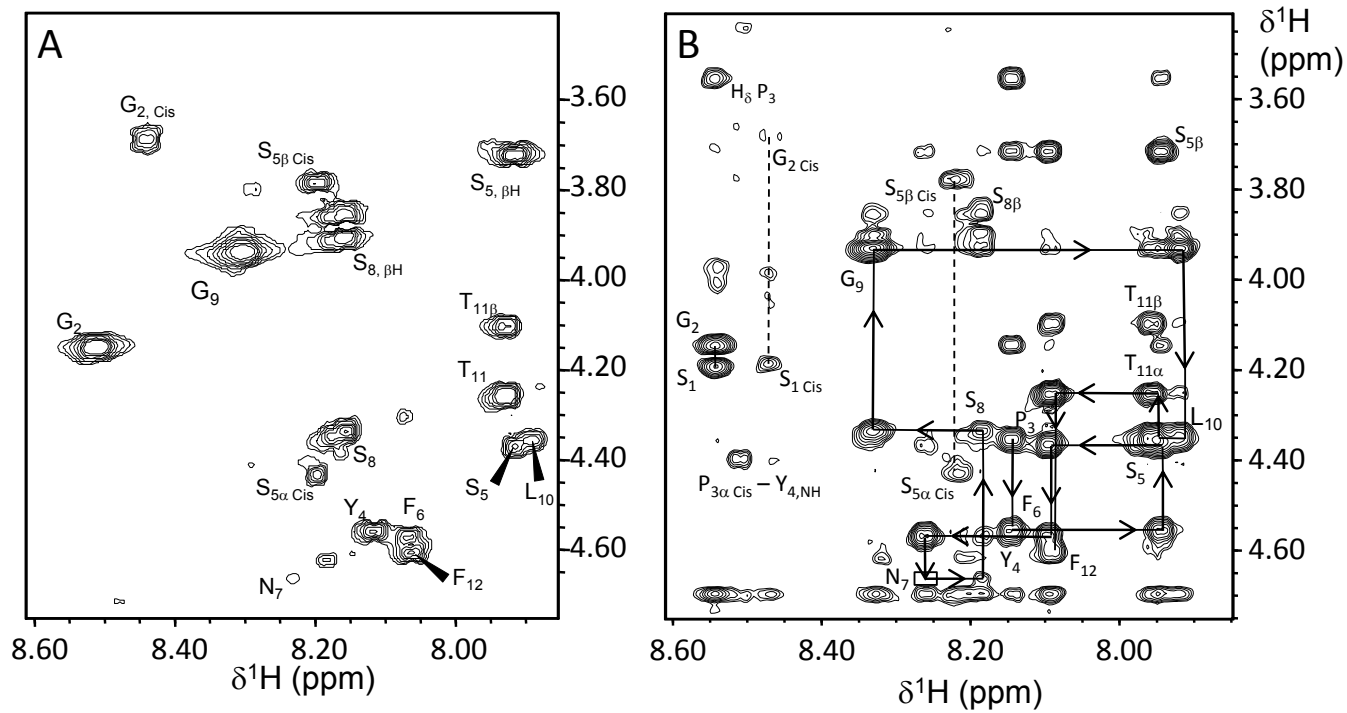 A
G2, Cis
S5β Cis
S5, βH
S8, βH
G9
G2
T11β
T11
S8
S5α Cis
S5
L10
Y4
F6
N7
F12
3.60
3.80
4.00
4.20
4.40
4.60
8.60
8.40
8.20
8.00
δ1H (ppm)
B
Hδ P3
G2 Cis
S5β
S5β Cis
S8β
G9
G2
T11β
S1
S1 Cis
T11α
S8
P3
L10
P3α Cis – Y4,NH
S5α Cis
S5
F6
Y4
F12
N7
δ1H
(ppm)
3.60
3.80
4.00
4.20
4.40
4.60
8.60
8.40
8.20
8.00
δ1H (ppm)